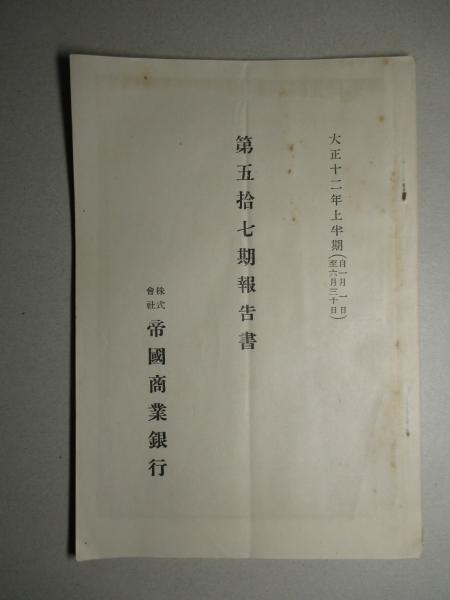 大正十二年上半期（自一月一日至六月三十日）
第五拾七期報告書
株式會社帝國商業銀行